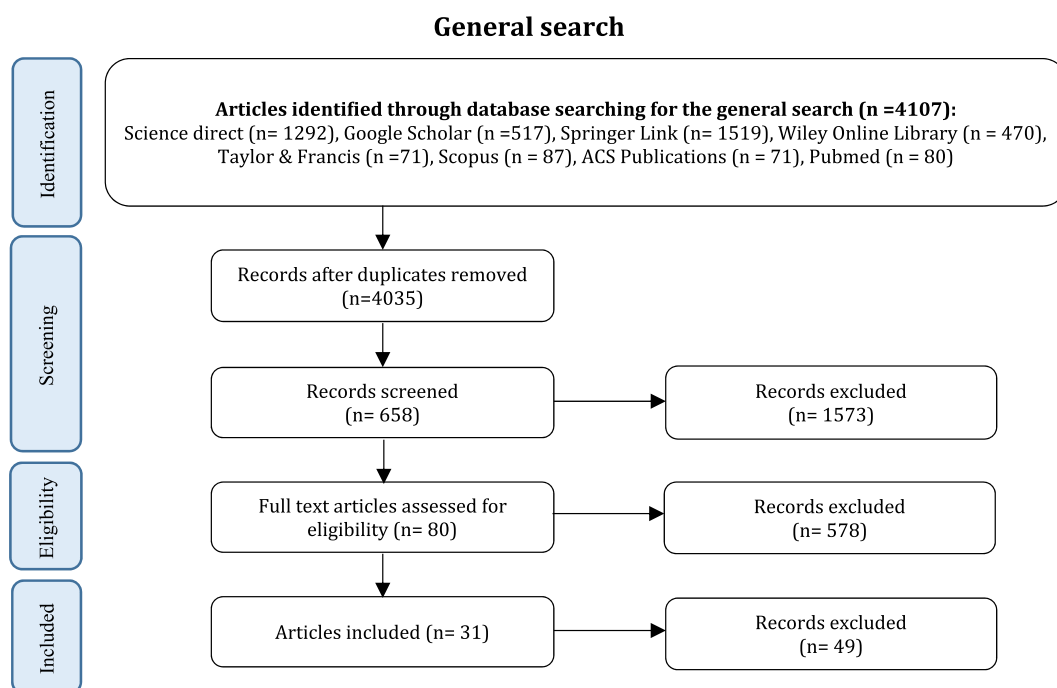 General search
Identification
Articles identified through database searching for the general search (n =4107):
Science direct (n= 1292), Google Scholar (n =517), Springer Link (n= 1519), Wiley Online Library (n = 470),
Taylor & Francis (n =71), Scopus (n = 87), ACS Publications (n = 71), Pubmed (n = 80)
Screening
Records after duplicates removed
(n=4035)
Records screened
(n= 658)
Records excluded
(n= 1573)
Eligibility
Full text articles assessed for
eligibility (n= 80)
Records excluded
(n= 578)
Included
Articles included (n= 31)
Records excluded
(n= 49)